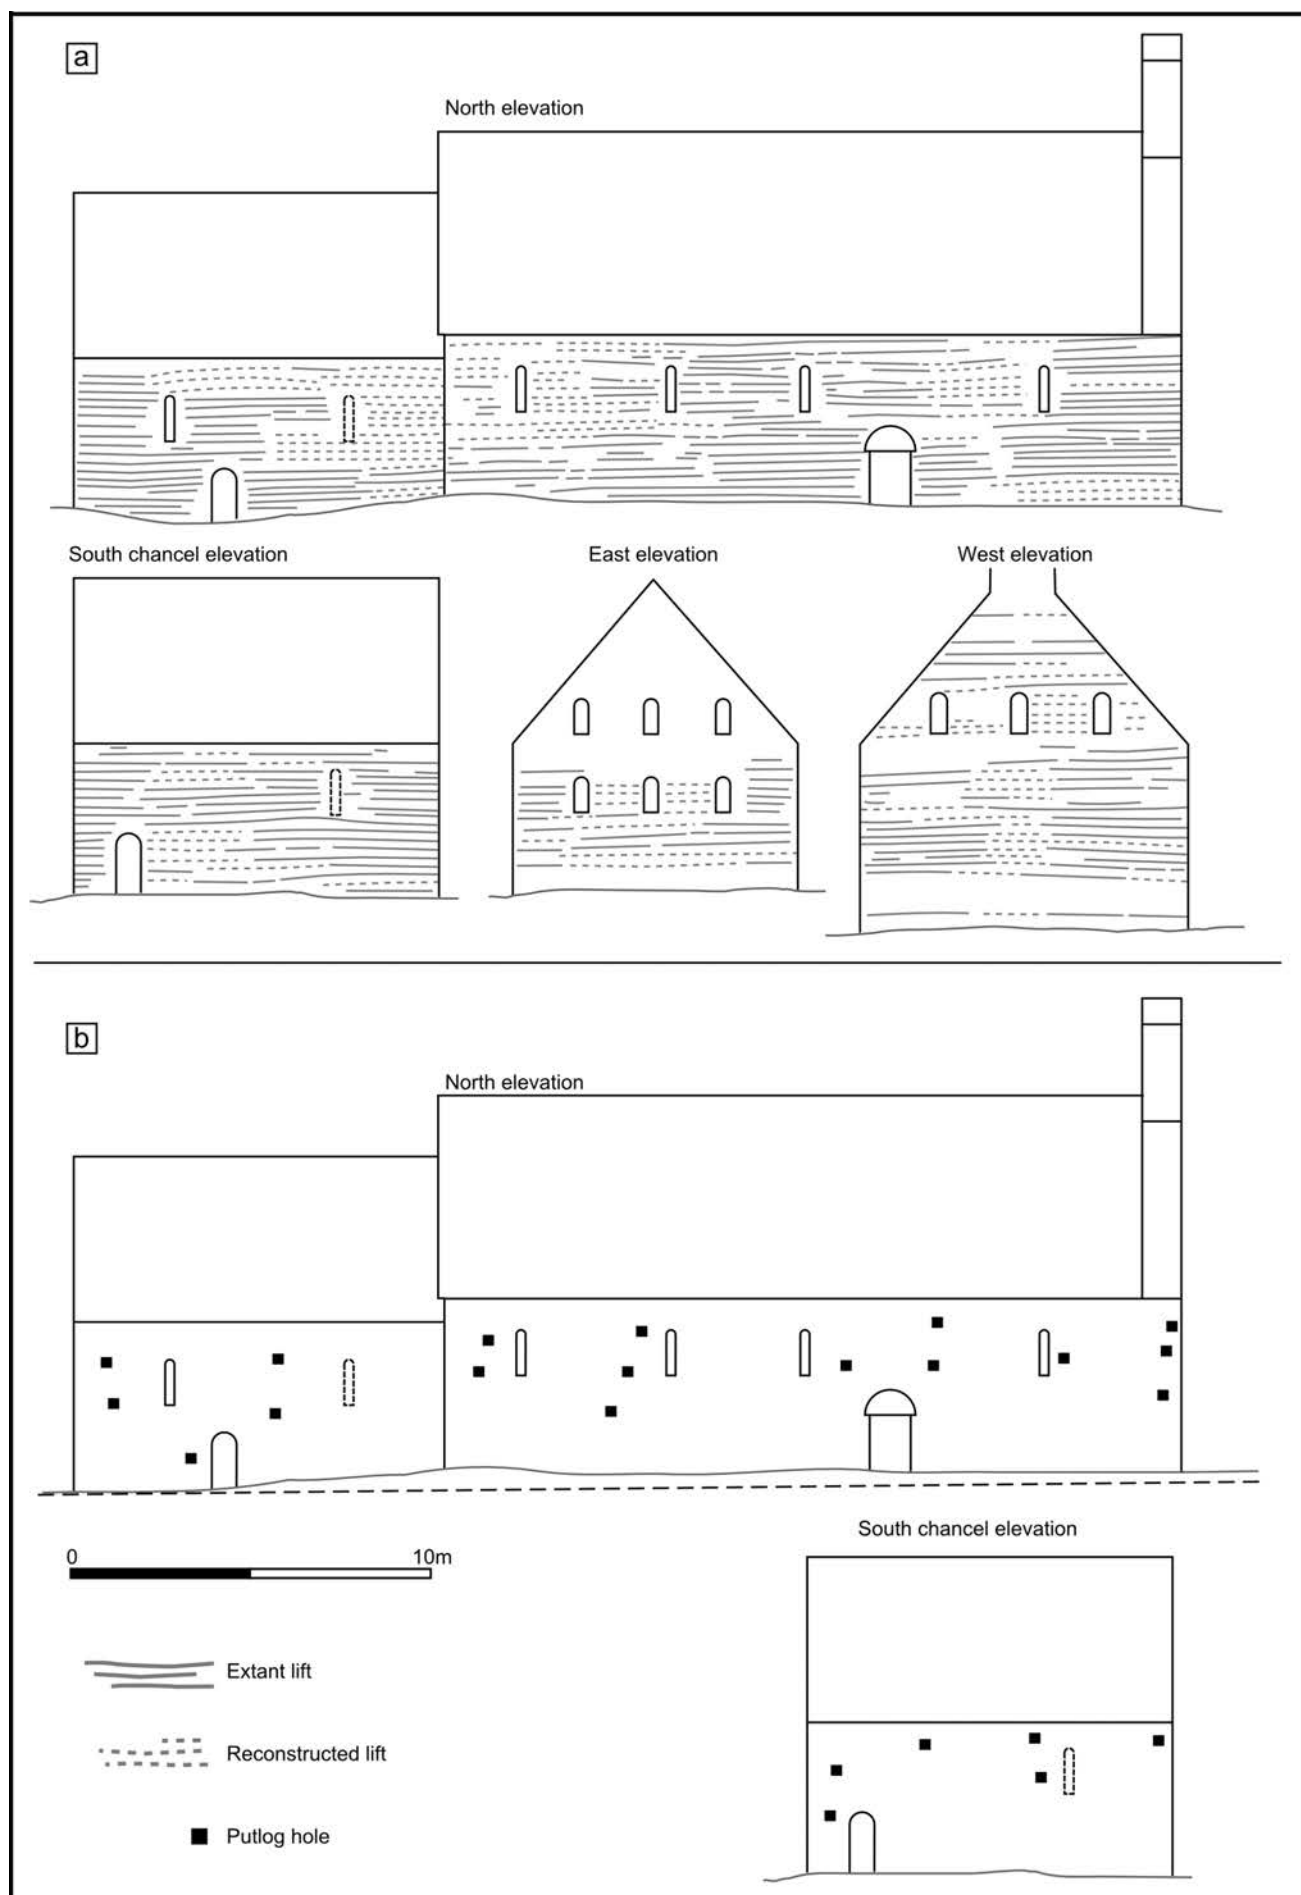 a
North elevation
South chancel elevation
East elevation
West elevation
b
North elevation
0 10m
South chancel elevation
Extant lift
Reconstructed lift
Putlog hole